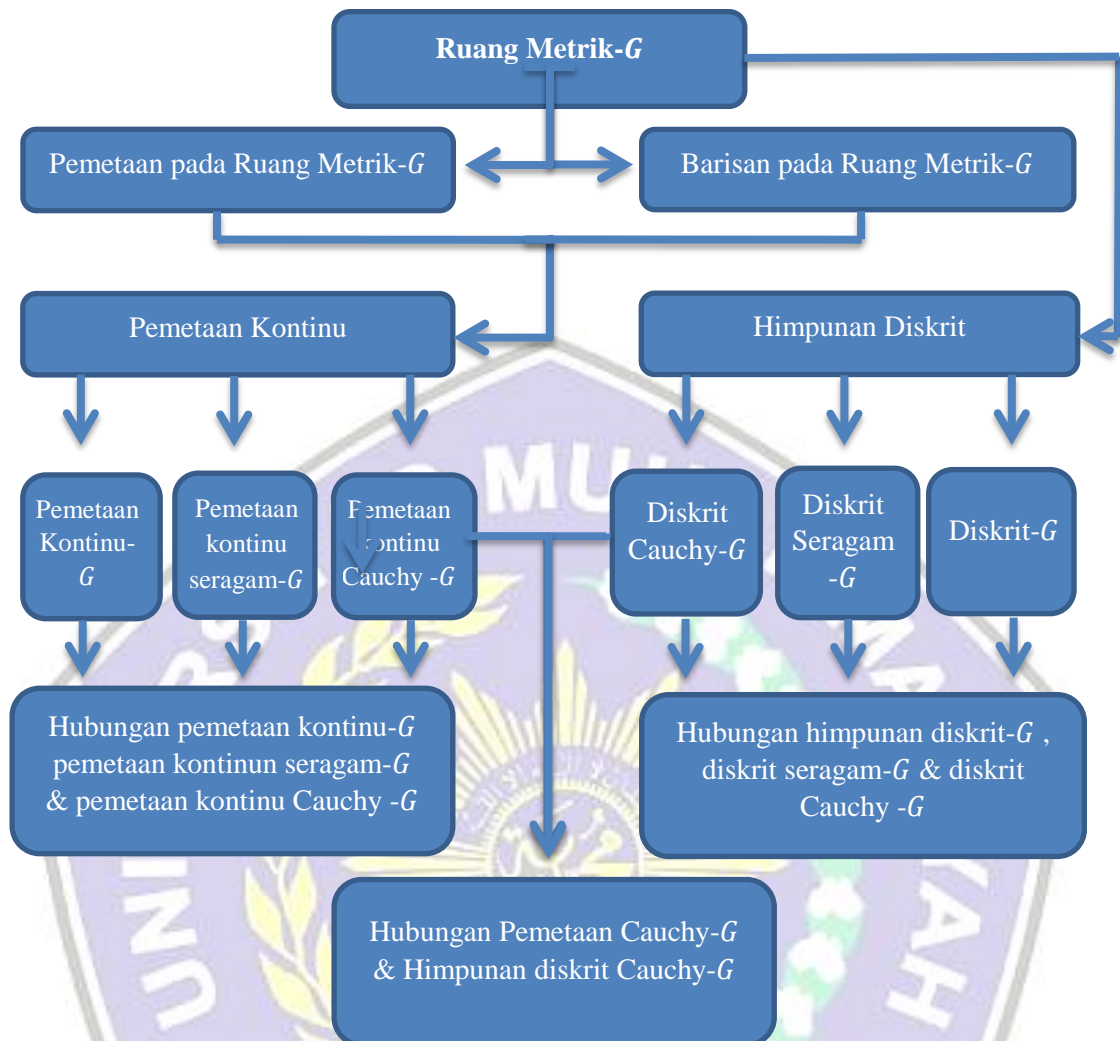 Ruang Metrik-G
Pemetaan pada Ruang Metrik-G
Barisan pada Ruang Metrik-G
Pemetaan Kontinu
Himpunan Diskrit
Pemetaan
Kontinu-
G
Pemetaan
kontinu
seragam-G
Pemetaan
kontinu
Cauchy -G
Diskrit
Cauchy-G
Diskrit
Seragam
-G
Diskrit-G
Hubungan pemetaan kontinu-G
pemetaan kontinun seragam-G
& pemetaan kontinu Cauchy -G
Hubungan himpunan diskrit-G ,
diskrit seragam-G & diskrit
Cauchy -G
Hubungan Pemetaan Cauchy-G
& Himpunan diskrit Cauchy-G